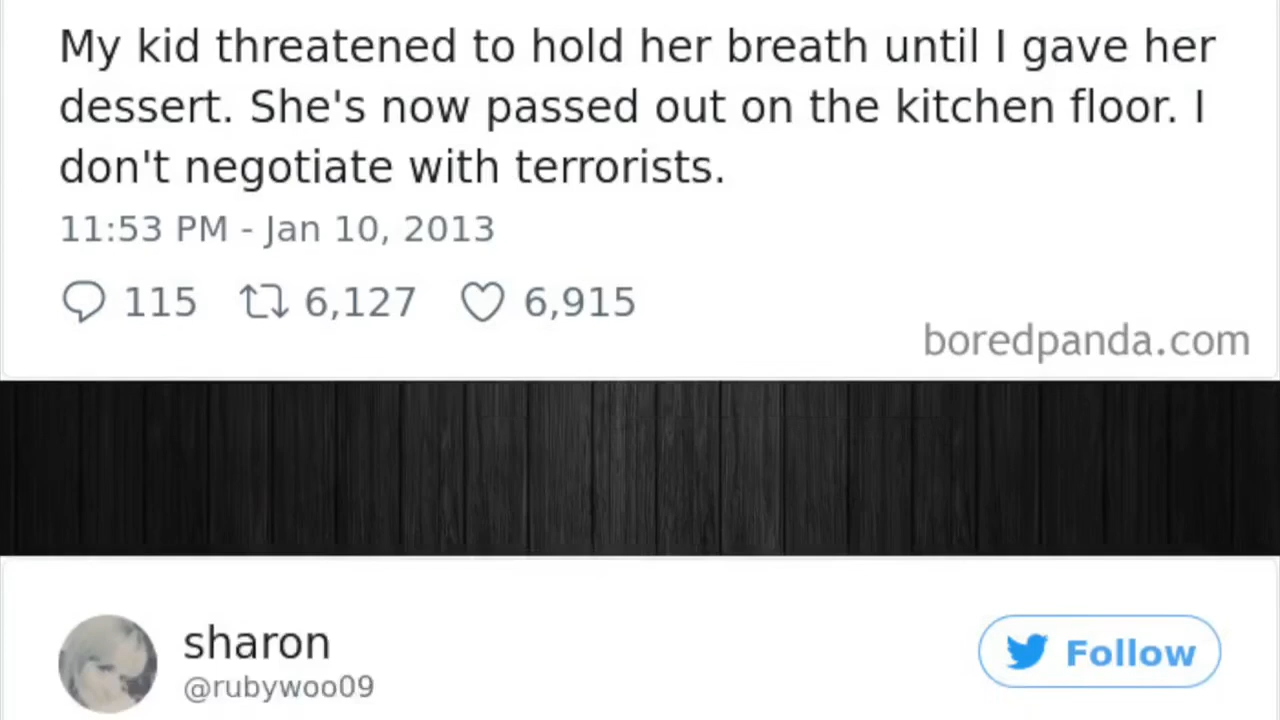 My kid threatened to hold her breath until I gave her
dessert. She's now passed out on the kitchen floor. I
don't negotiate with terrorists.
11:53 PM - Jan 10, 2013
115 6,127 6,915
boredpanda.com
sharon
Follow
@rubywoo09